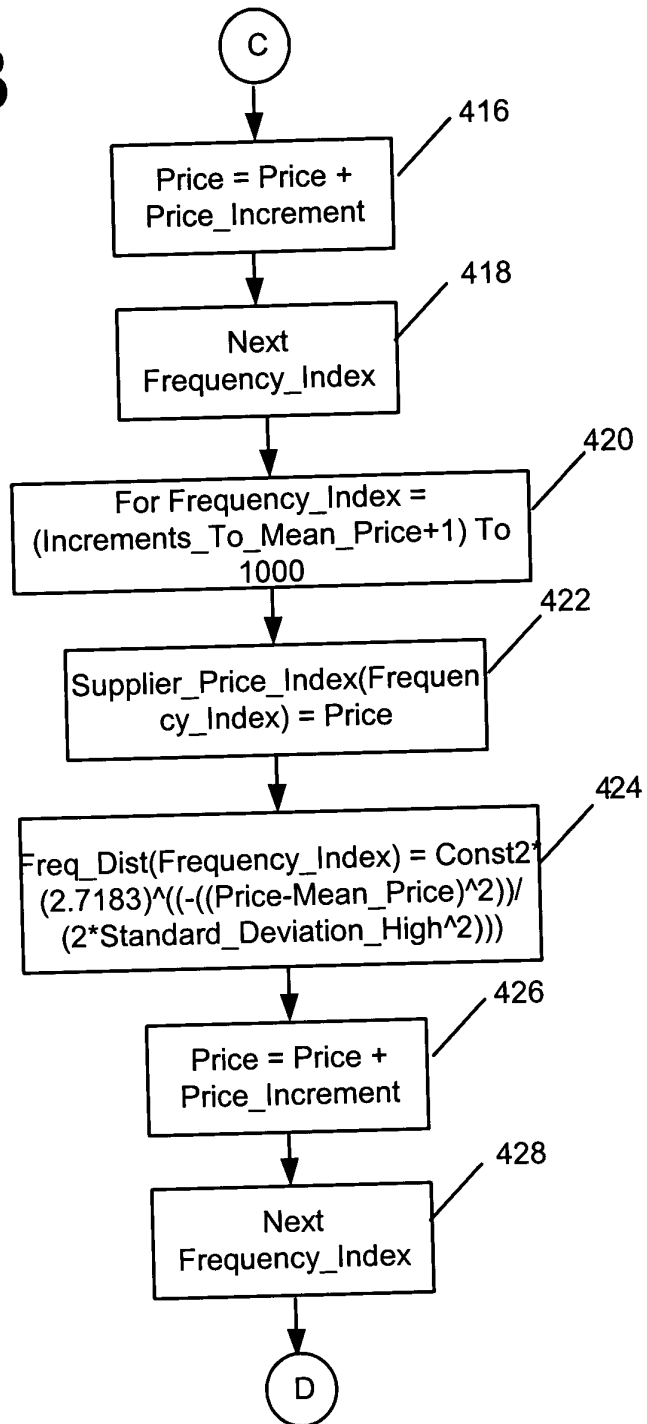 C
416
Price = Price +
Price_Increment
418
Next
Frequency_Index
420
For Frequency_Index =
(Increments_To_Mean_Price+1) To
1000
422
Supplier_Price_Index(Frequen
cy_Index) = Price
424
Freq_Dist(Frequency_Index) = Const2*
(2.7183)^((-((Price-Mean_Price)^2))/
(2*Standard_Deviation_High^2)))
426
Price = Price +
Price_Increment
428
Next
Frequency_Index
D